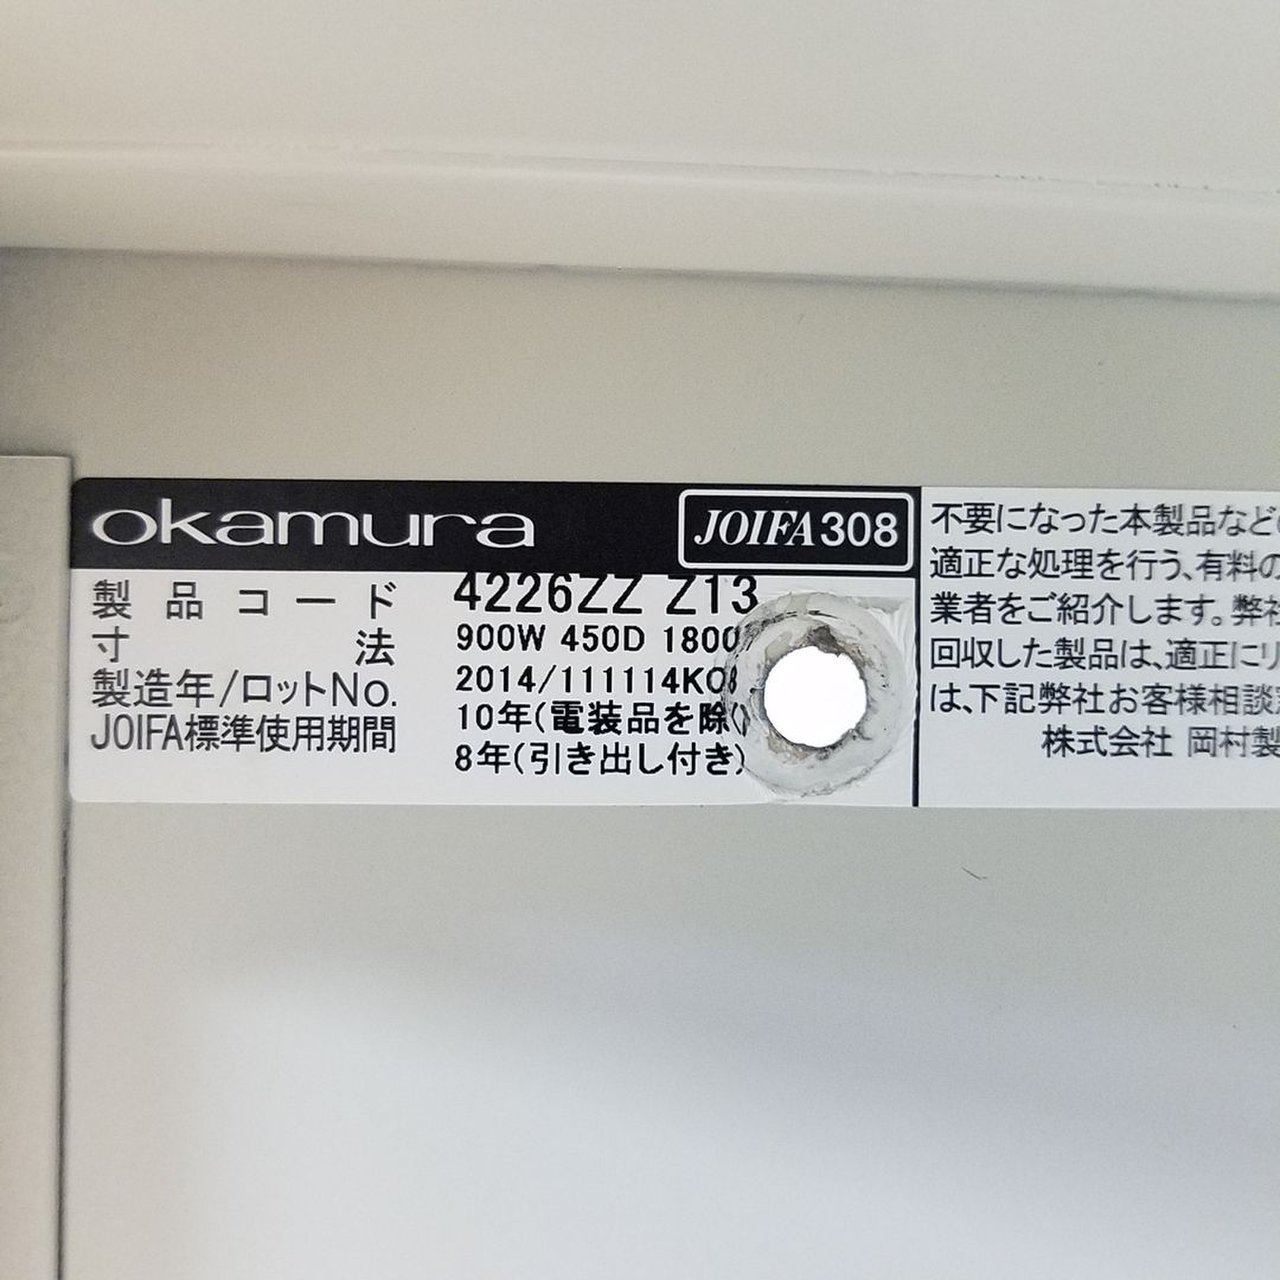 okamura JOIFA308
製品コード 4226ZZ Z13
寸法 900W 450D 1800
製造年/ロットNo. 2014/111114K08
JOIFA標準使用期間 10年(電装品を除く)
8年(引き出し付き)
不要になった本製品など
適正な処理を行う、有料の
業者をご紹介します。弊社
回収した製品は、適正にリ
は、下記弊社お客様相談
株式会社 岡村製